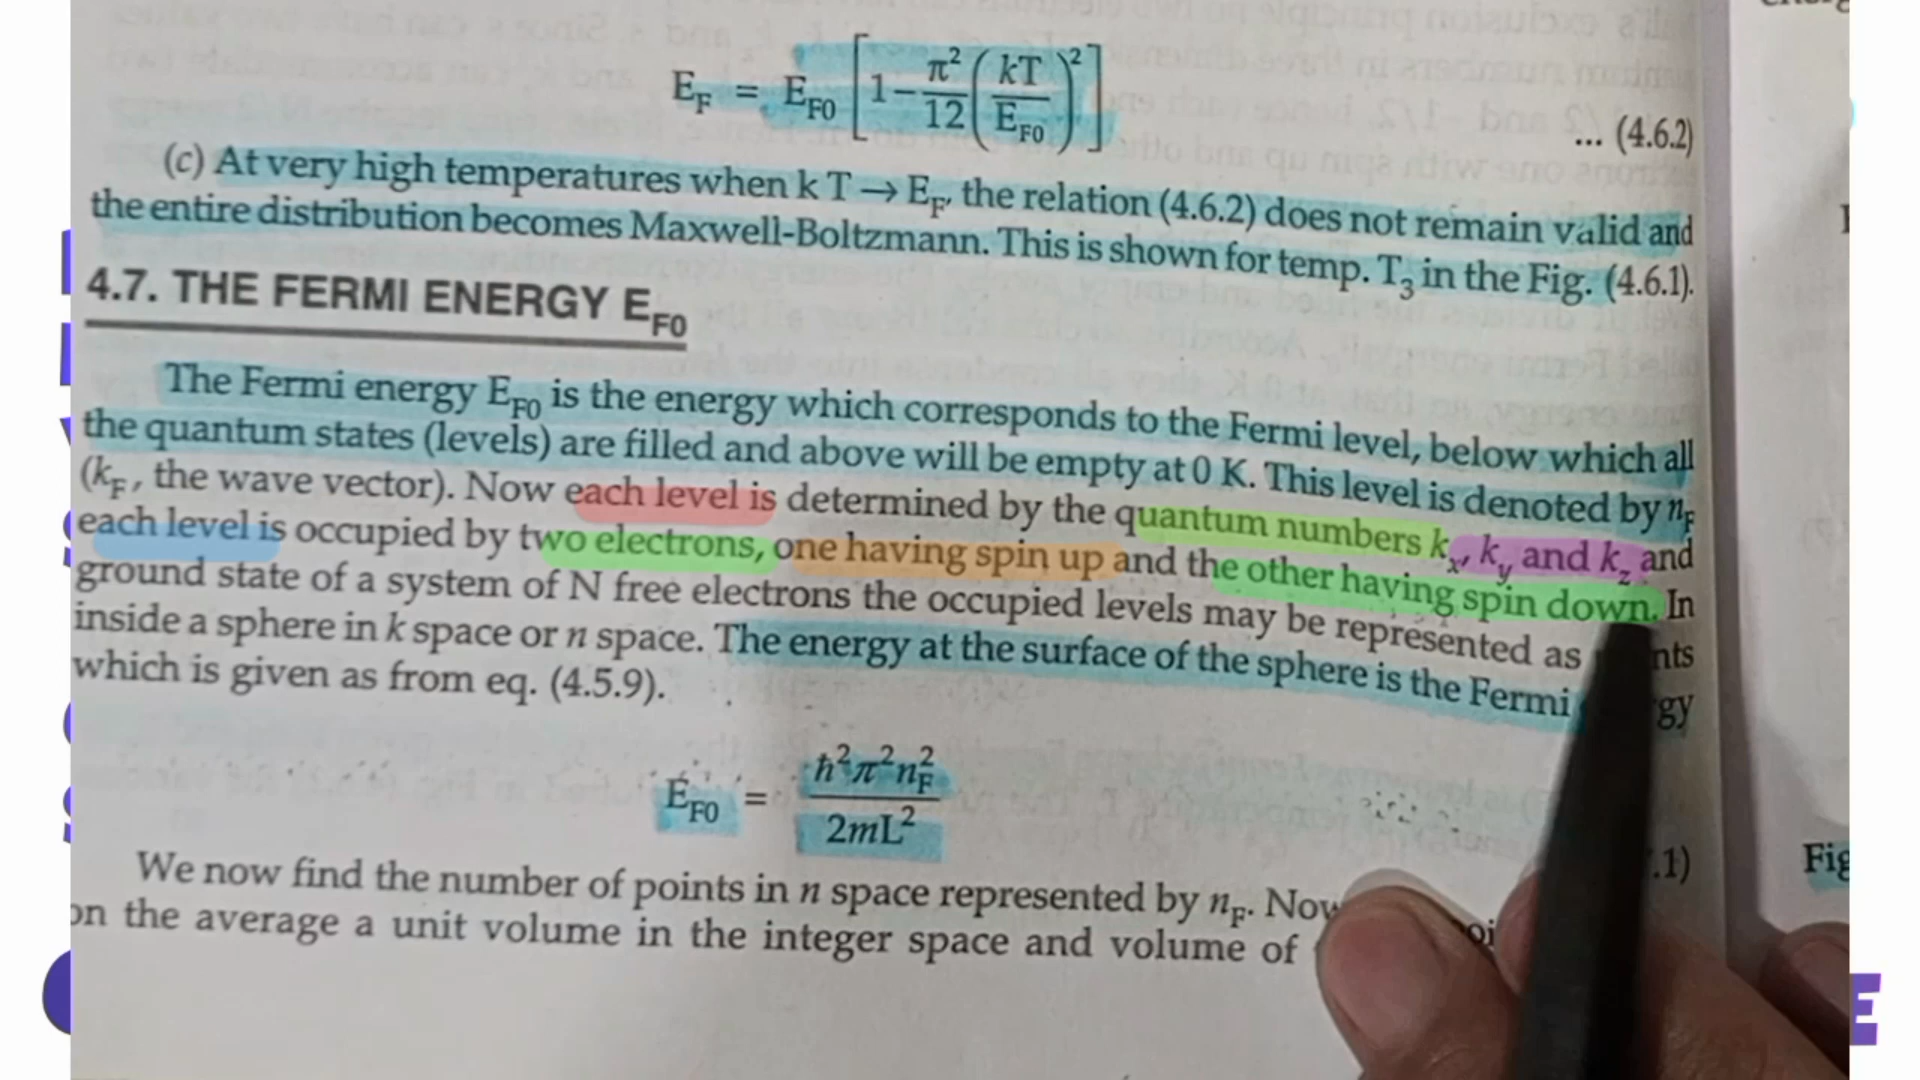 E_F = E_F0 [1 - π²/12 (kT/E_F0)²]
... (4.6.2)
(c) At very high temperatures when k T → E_F, the relation (4.6.2) does not remain valid and
the entire distribution becomes Maxwell-Boltzmann. This is shown for temp. T₃ in the Fig. (4.6.1).
4.7. THE FERMI ENERGY E_F0
The Fermi energy E_F0 is the energy which corresponds to the Fermi level, below which all
the quantum states (levels) are filled and above will be empty at 0 K. This level is denoted by n_F
(k_F, the wave vector). Now each level is determined by the quantum numbers k_x, k_y and k_z and
each level is occupied by two electrons, one having spin up and the other having spin down. In
ground state of a system of N free electrons the occupied levels may be represented as nts
inside a sphere in k space or n space. The energy at the surface of the sphere is the Fermi gy
which is given as from eq. (4.5.9).
E_F0 = ħ²π²n_F² / 2mL²
.1)
We now find the number of points in n space represented by n_F. Now
on the average a unit volume in the integer space and volume of
Fig
E